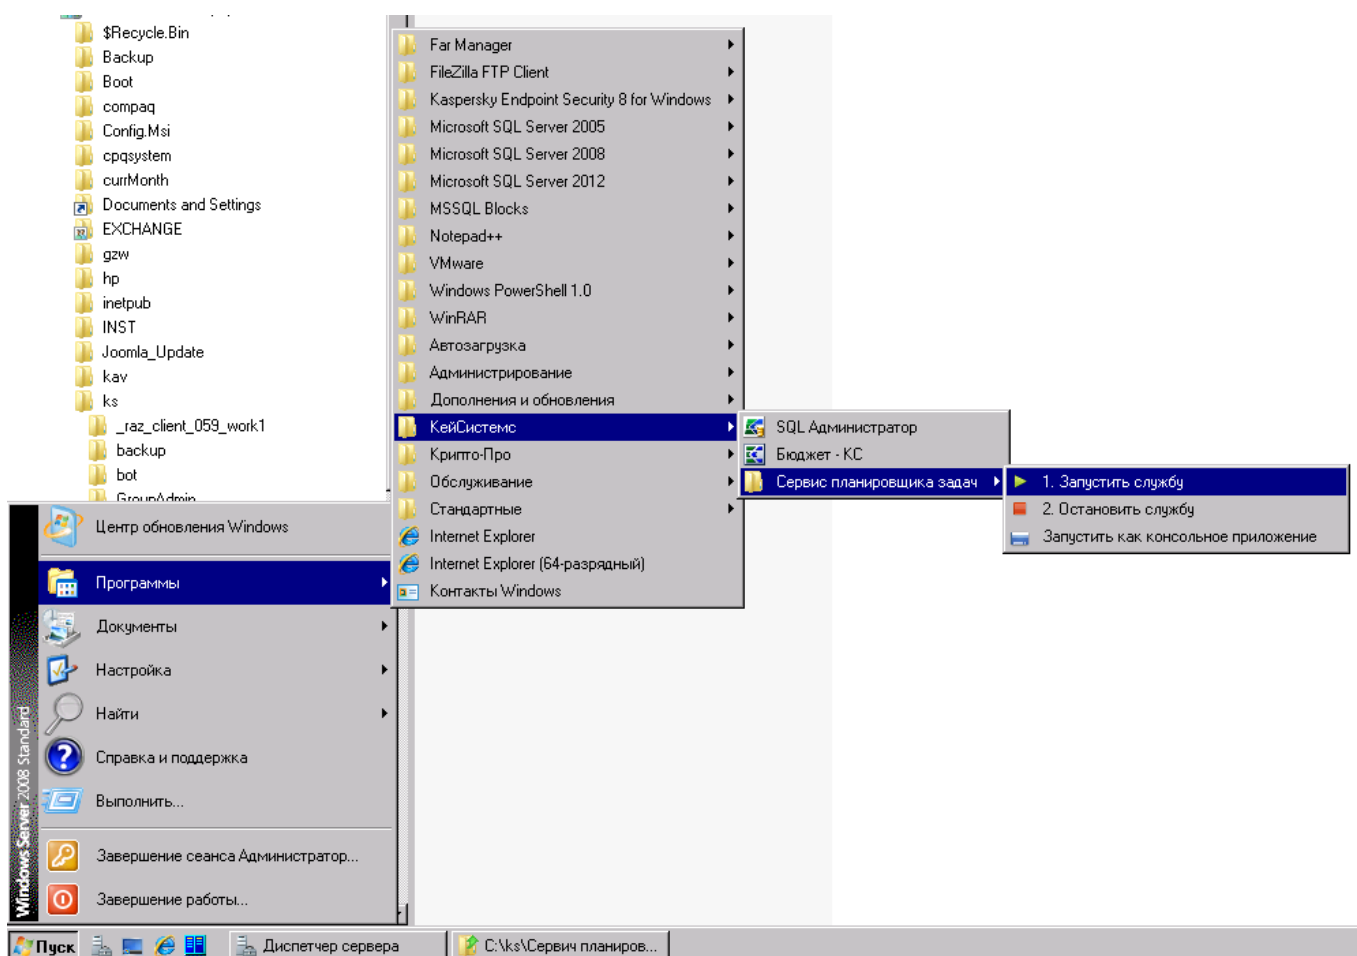 $Recycle.Bin
Backup
Boot
compaq
Config.Msi
cpqsystem
currMonth
Documents and Settings
EXCHANGE
gzw
hp
inetpub
INST
Joomla_Update
kav
ks
_raz_client_059_work1
backup
bot
GroupAdmin
Far Manager
FileZilla FTP Client
Kaspersky Endpoint Security 8 for Windows
Microsoft SQL Server 2005
Microsoft SQL Server 2008
Microsoft SQL Server 2012
MSSQL Blocks
Notepad++
VMware
Windows PowerShell 1.0
WinRAR
Автозагрузка
Администрирование
Дополнения и обновления
КейСистемс
Крипто-Про
Обслуживание
Стандартные
Internet Explorer
Internet Explorer (64-разрядный)
Контакты Windows
SQL Администратор
Бюджет - КС
Сервис планировщика задач
1. Запустить службу
2. Остановить службу
Запустить как консольное приложение
Центр обновления Windows
Программы
Документы
Настройка
Найти
Справка и поддержка
Выполнить...
Завершение сеанса Администратор...
Завершение работы...
Windows Server 2008 Standard
Пуск
Диспетчер сервера
C:\ks\Сервич планиров...